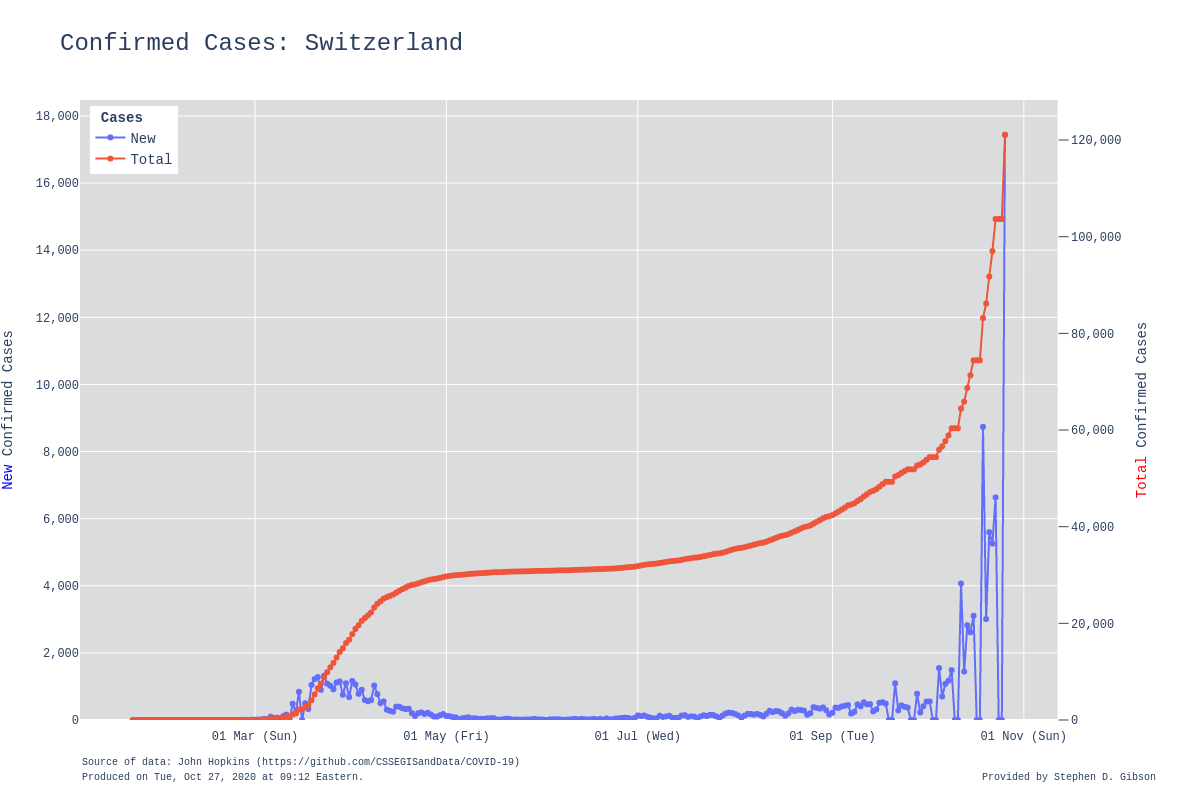 Confirmed Cases: Switzerland
Cases
New
Total
18,000
16,000
14,000
12,000
10,000
8,000
6,000
4,000
2,000
0
New Confirmed Cases
120,000
100,000
80,000
60,000
40,000
20,000
0
Total Confirmed Cases
01 Mar (Sun)
01 May (Fri)
01 Jul (Wed)
01 Sep (Tue)
01 Nov (Sun)
Source of data: John Hopkins (https://github.com/CSSEGISandData/COVID-19)
Produced on Tue, Oct 27, 2020 at 09:12 Eastern.
Provided by Stephen D. Gibson